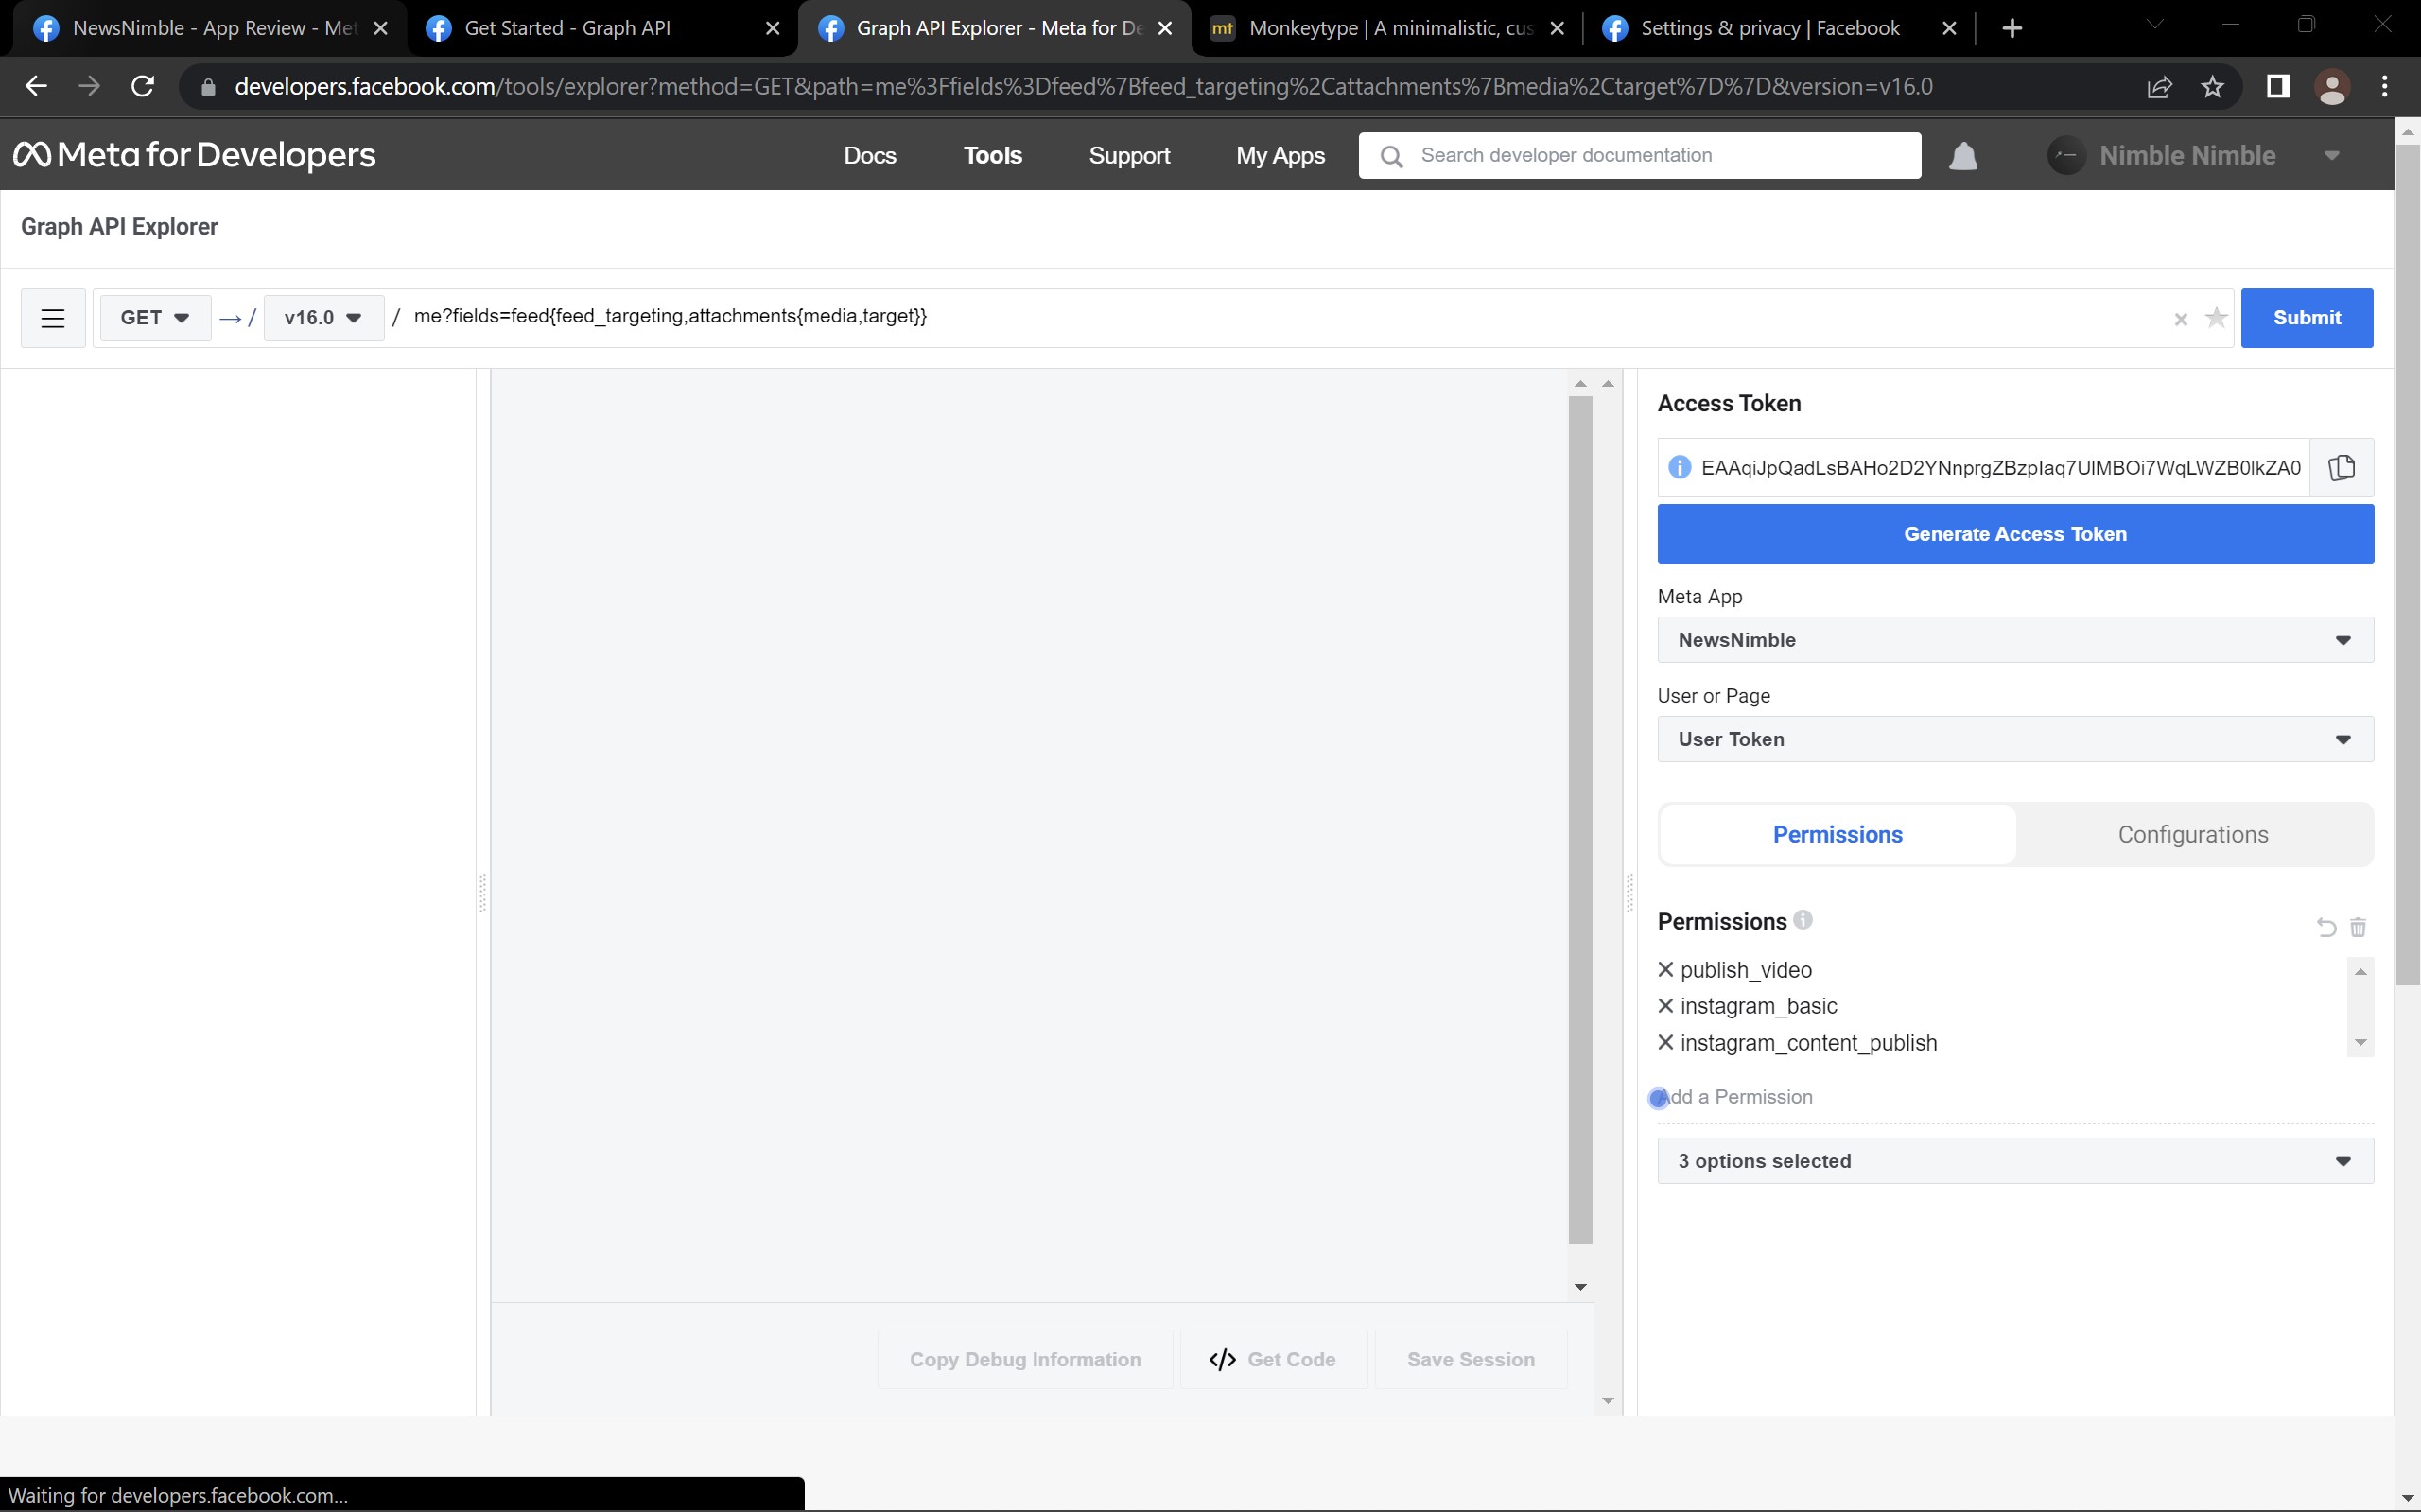 NewsNimble - App Review - Met
Get Started - Graph API
Graph API Explorer - Meta for De
mt Monkeytype | A minimalistic, cus
Settings & privacy | Facebook
developers.facebook.com/tools/explorer?method=GET&path=me%3Ffields%3Dfeed%7Bfeed_targeting%2Cattachments%7Bmedia%2Ctarget%7D%7D&version=v16.0
Meta for Developers
Docs
Tools
Support
My Apps
Search developer documentation
Nimble Nimble
Graph API Explorer
GET → / v16.0 / me?fields=feed{feed_targeting,attachments{media,target}}
Submit
Access Token
EAAqiJpQadLsBAHo2D2YNnprgZBzpIaq7UIMBOi7WqLWZB0IkZA0
Generate Access Token
Meta App
NewsNimble
User or Page
User Token
Permissions
Configurations
Permissions
publish_video
instagram_basic
instagram_content_publish
Add a Permission
3 options selected
Copy Debug Information
</> Get Code
Save Session
Waiting for developers.facebook.com...